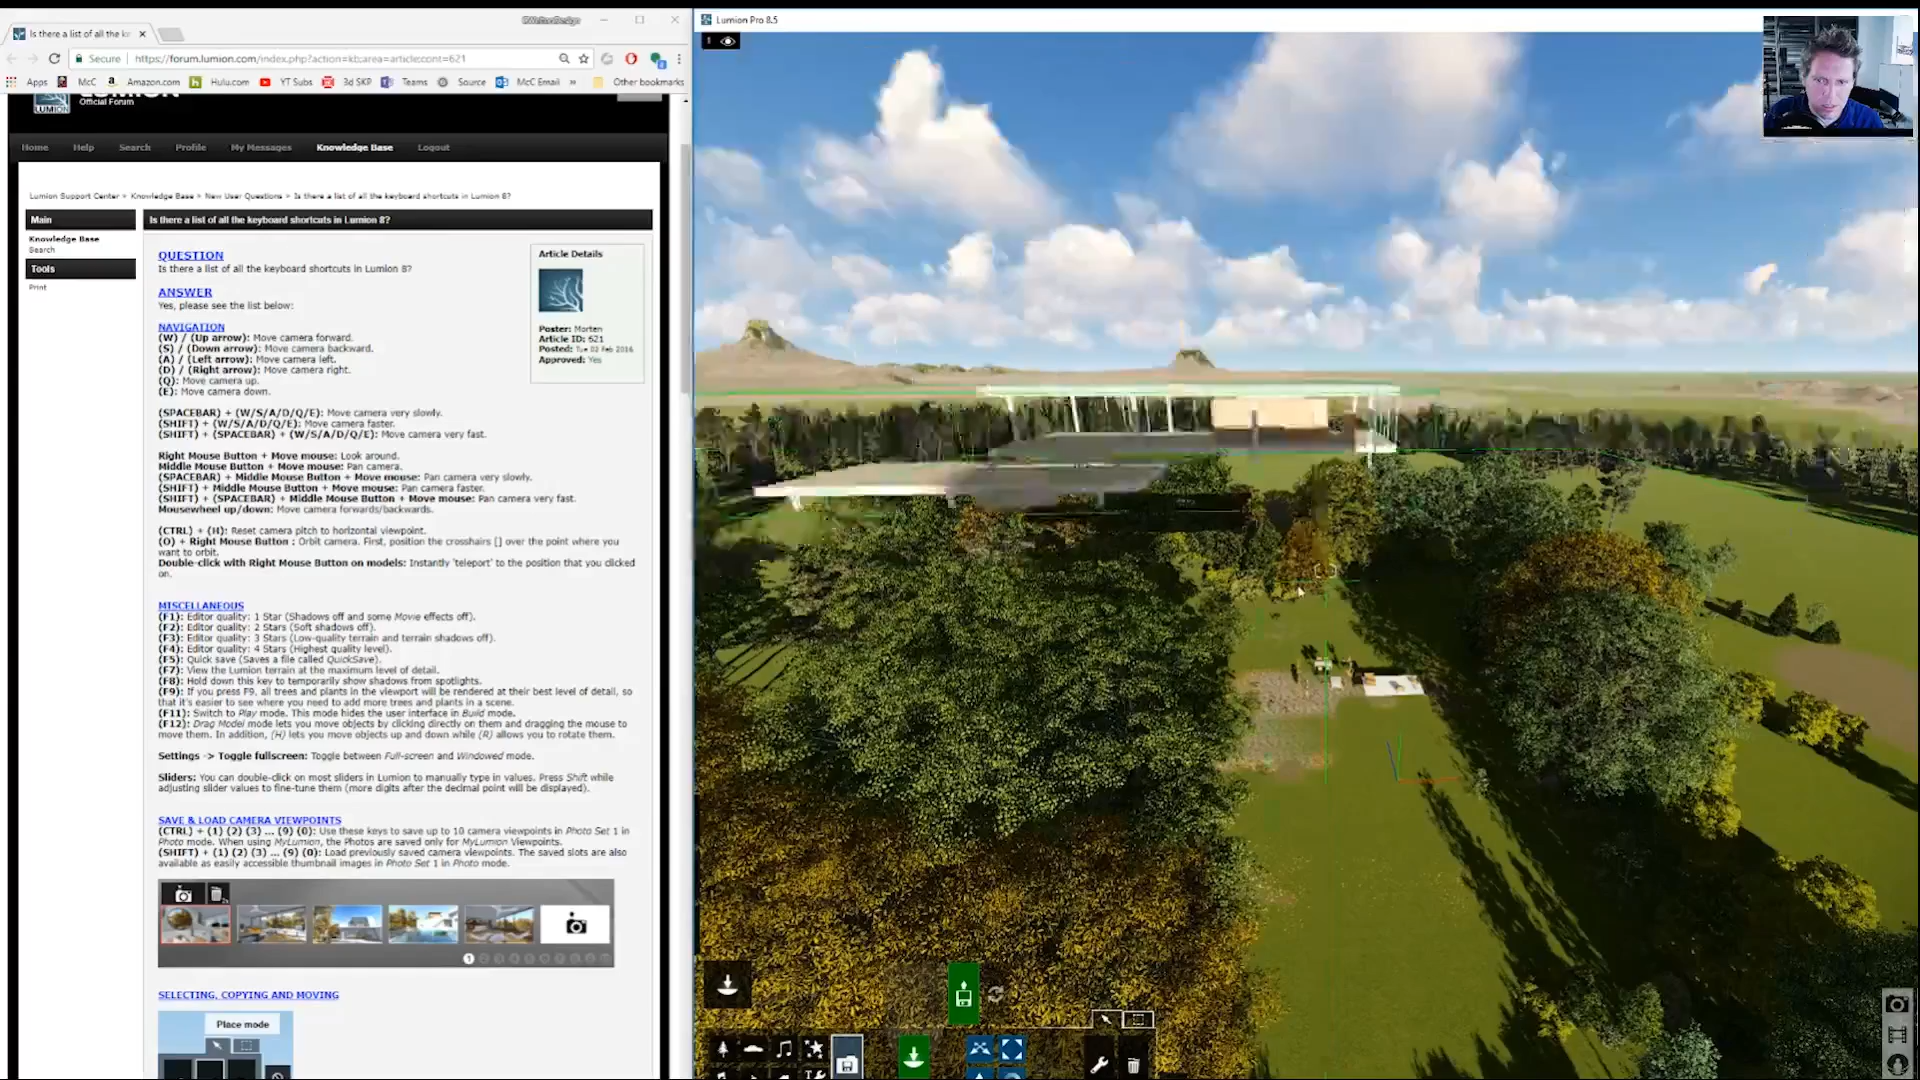 @WeltersDesign
Is there a list of all the ke
Secure
https://forum.lumion.com/index.php?action=kb;area=article;cont=621
Apps
McC
Amazon.com
Hulu.com
YT Subs
3d SKP
Teams
Source
McC Email
»
Other bookmarks
Official Forum
LUMION
Home
Help
Search
Profile
My Messages
Knowledge Base
Logout
Lumion Support Center » Knowledge Base » New User Questions » Is there a list of all the keyboard shortcuts in Lumion 8?
Main
Knowledge Base
Search
Tools
Print
Is there a list of all the keyboard shortcuts in Lumion 8?
QUESTION
Is there a list of all the keyboard shortcuts in Lumion 8?
ANSWER
Yes, please see the list below:
Article Details
Poster: Morten
Article ID: 621
Posted: Tue 02 Feb 2016
Approved: Yes
NAVIGATION
(W) / (Up arrow): Move camera forward.
(S) / (Down arrow): Move camera backward.
(A) / (Left arrow): Move camera left.
(D) / (Right arrow): Move camera right.
(Q): Move camera up.
(E): Move camera down.
(SPACEBAR) + (W/S/A/D/Q/E): Move camera very slowly.
(SHIFT) + (W/S/A/D/Q/E): Move camera faster.
(SHIFT) + (SPACEBAR) + (W/S/A/D/Q/E): Move camera very fast.
Right Mouse Button + Move mouse: Look around.
Middle Mouse Button + Move mouse: Pan camera.
(SPACEBAR) + Middle Mouse Button + Move mouse: Pan camera very slowly.
(SHIFT) + Middle Mouse Button + Move mouse: Pan camera faster.
(SHIFT) + (SPACEBAR) + Middle Mouse Button + Move mouse: Pan camera very fast.
Mousewheel up/down: Move camera forwards/backwards.
(CTRL) + (H): Reset camera pitch to horizontal viewpoint.
(O) + Right Mouse Button : Orbit camera. First, position the crosshairs [] over the point where you
want to orbit.
Double-click with Right Mouse Button on models: Instantly 'teleport' to the position that you clicked
on.
MISCELLANEOUS
(F1): Editor quality: 1 Star (Shadows off and some Movie effects off).
(F2): Editor quality: 2 Stars (Soft shadows off).
(F3): Editor quality: 3 Stars (Low-quality terrain and terrain shadows off).
(F4): Editor quality: 4 Stars (Highest quality level).
(F5): Quick save (Saves a file called QuickSave).
(F7): View the Lumion terrain at the maximum level of detail.
(F8): Hold down this key to temporarily show shadows from spotlights.
(F9): If you press F9, all trees and plants in the viewport will be rendered at their best level of detail, so
that it's easier to see where you need to add more trees and plants in a scene.
(F11): Switch to Play mode. This mode hides the user interface in Build mode.
(F12): Drag Model mode lets you move objects by clicking directly on them and dragging the mouse to
move them. In addition, (H) lets you move objects up and down while (R) allows you to rotate them.
Settings -> Toggle fullscreen: Toggle between Full-screen and Windowed mode.
Sliders: You can double-click on most sliders in Lumion to manually type in values. Press Shift while
adjusting slider values to fine-tune them (more digits after the decimal point will be displayed).
SAVE & LOAD CAMERA VIEWPOINTS
(CTRL) + (1) (2) (3) ... (9) (0): Use these keys to save up to 10 camera viewpoints in Photo Set 1 in
Photo mode. When using MyLumion, the Photos are saved only for MyLumion Viewpoints.
(SHIFT) + (1) (2) (3) ... (9) (0): Load previously saved camera viewpoints. The saved slots are also
available as easily accessible thumbnail images in Photo Set 1 in Photo mode.
1
SELECTING, COPYING AND MOVING
Place mode
Lumion Pro 8.5
1